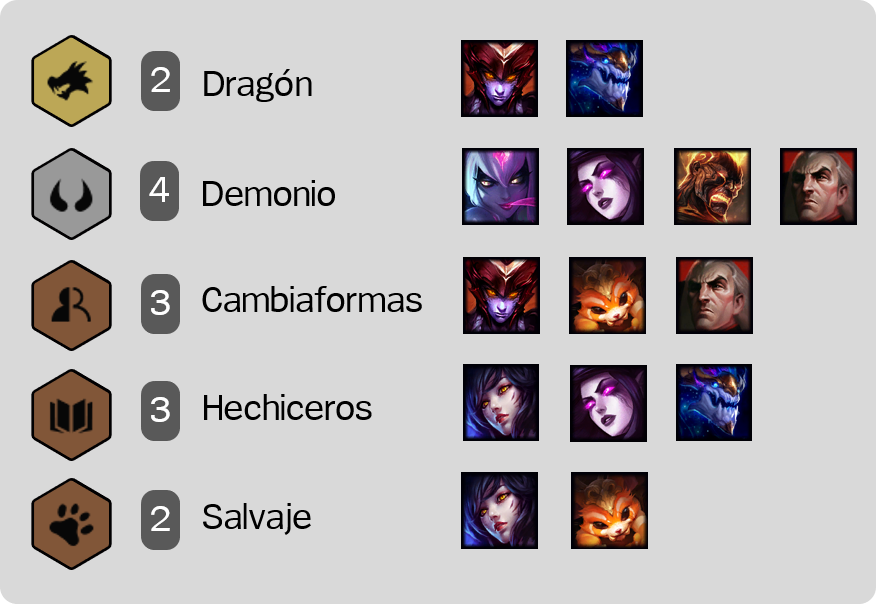 2 Dragón
4 Demonio
3 Cambiaformas
3 Hechiceros
2 Salvaje